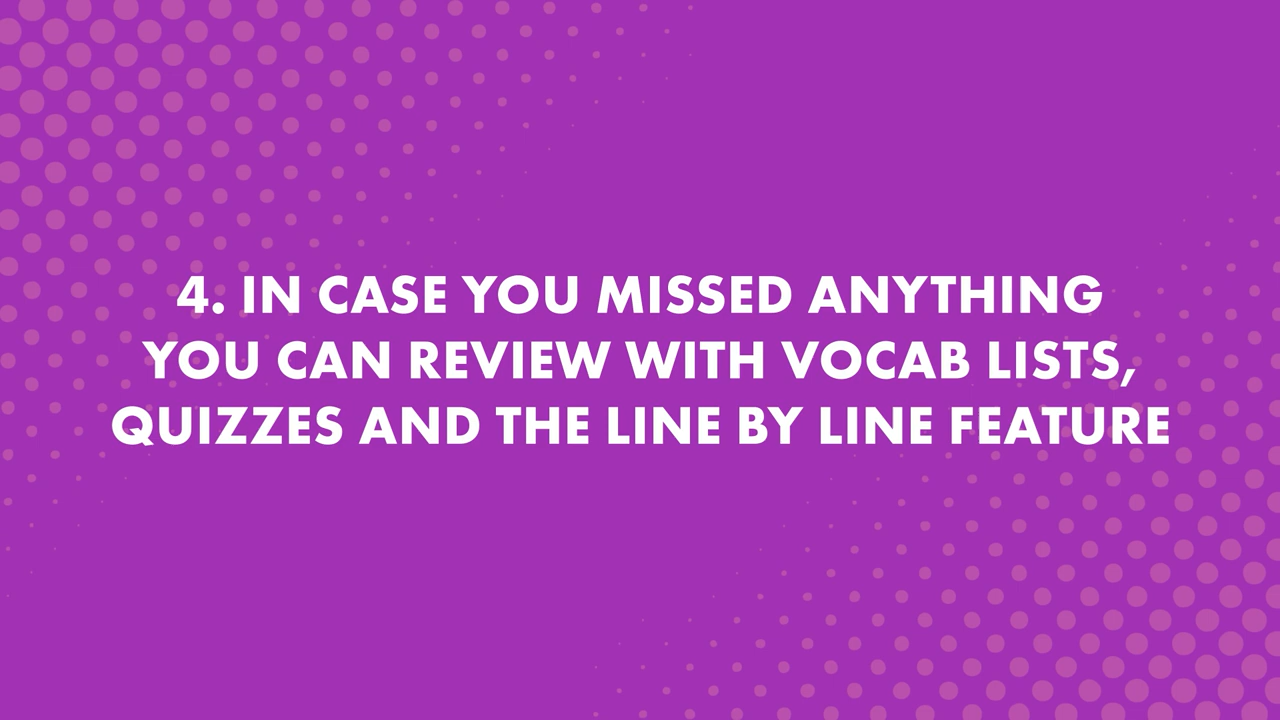 4. IN CASE YOU MISSED ANYTHING
YOU CAN REVIEW WITH VOCAB LISTS,
QUIZZES AND THE LINE BY LINE FEATURE